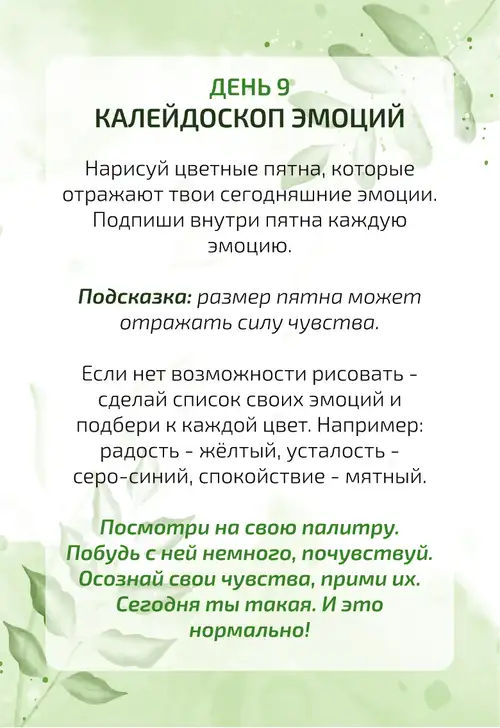 ДЕНЬ 9
КАЛЕЙДОСКОП ЭМОЦИЙ
Нарисуй цветные пятна, которые
отражают твои сегодняшние эмоции.
Подпиши внутри пятна каждую
эмоцию.
Подсказка: размер пятна может
отражать силу чувства.
Если нет возможности рисовать -
сделай список своих эмоций и
подбери к каждой цвет. Например:
радость - жёлтый, усталость -
серо-синий, спокойствие - мятный.
Посмотри на свою палитру.
Побудь с ней немного, почувствуй.
Осознай свои чувства, прими их.
Сегодня ты такая. И это
нормально!